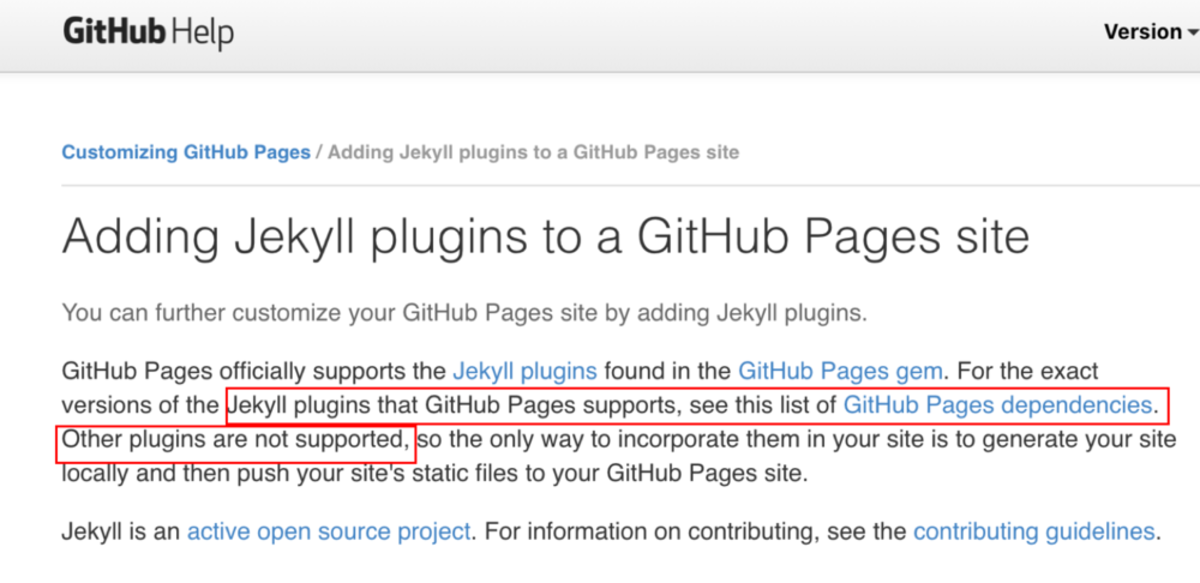 GitHub Help
Version
Customizing GitHub Pages / Adding Jekyll plugins to a GitHub Pages site
Adding Jekyll plugins to a GitHub Pages site
You can further customize your GitHub Pages site by adding Jekyll plugins.
GitHub Pages officially supports the Jekyll plugins found in the GitHub Pages gem. For the exact
versions of the Jekyll plugins that GitHub Pages supports, see this list of GitHub Pages dependencies.
Other plugins are not supported, so the only way to incorporate them in your site is to generate your site
locally and then push your site's static files to your GitHub Pages site.
Jekyll is an active open source project. For information on contributing, see the contributing guidelines.